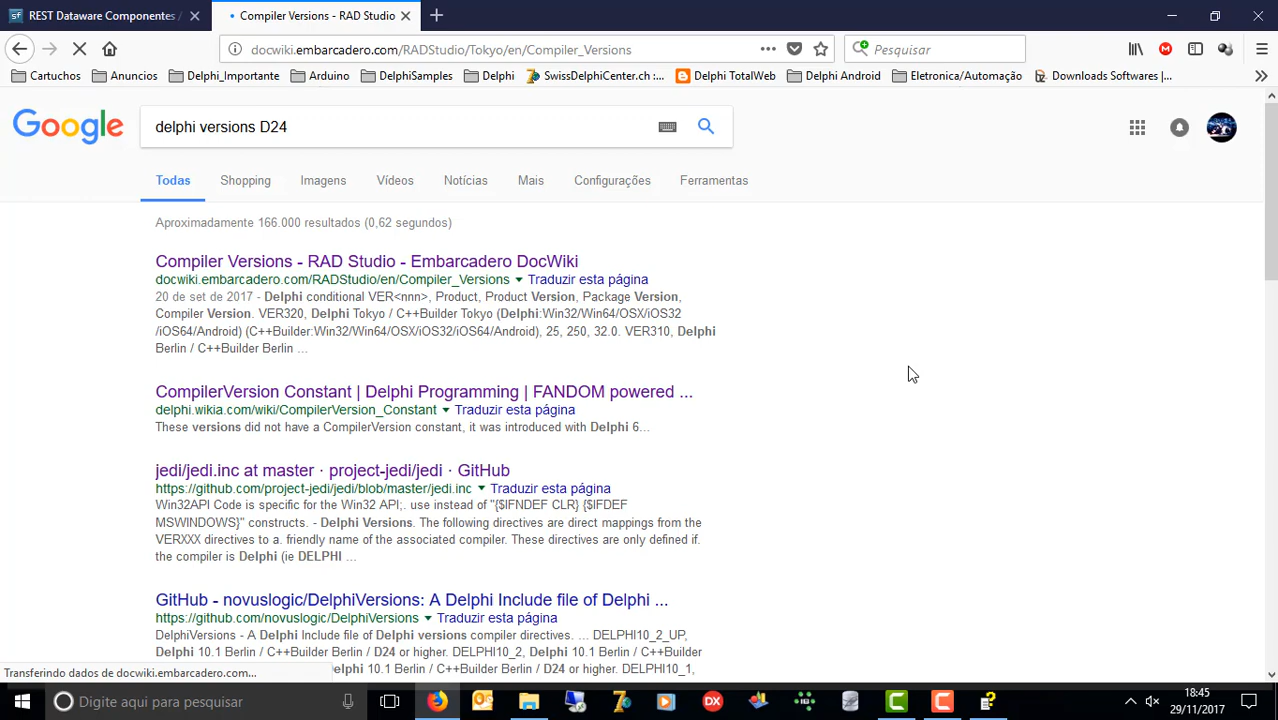 REST Dataware Componentes /
Compiler Versions - RAD Studio
docwiki.embarcadero.com/RADStudio/Tokyo/en/Compiler_Versions
Pesquisar
Cartuchos
Anuncios
Delphi_Importante
Arduino
DelphiSamples
Delphi
SwissDelphiCenter.ch :...
Delphi TotalWeb
Delphi Android
Eletronica/Automação
Downloads Softwares |...
Google
delphi versions D24
Todas
Shopping
Imagens
Vídeos
Notícias
Mais
Configurações
Ferramentas
Aproximadamente 166.000 resultados (0,62 segundos)
Compiler Versions - RAD Studio - Embarcadero DocWiki
docwiki.embarcadero.com/RADStudio/en/Compiler_Versions ▼ Traduzir esta página
20 de set de 2017 - Delphi conditional VER<nnn>, Product, Product Version, Package Version,
Compiler Version. VER320, Delphi Tokyo / C++Builder Tokyo (Delphi:Win32/Win64/OSX/iOS32
/iOS64/Android) (C++Builder:Win32/Win64/OSX/iOS32/iOS64/Android), 25, 250, 32.0. VER310, Delphi
Berlin / C++Builder Berlin ...
CompilerVersion Constant | Delphi Programming | FANDOM powered ...
delphi.wikia.com/wiki/CompilerVersion_Constant ▼ Traduzir esta página
These versions did not have a CompilerVersion constant, it was introduced with Delphi 6...
jedi/jedi.inc at master · project-jedi/jedi · GitHub
https://github.com/project-jedi/jedi/blob/master/jedi.inc ▼ Traduzir esta página
Win32API Code is specific for the Win32 API;. use instead of "{$IFNDEF CLR} {$IFDEF
MSWINDOWS}" constructs. - Delphi Versions. The following directives are direct mappings from the
VERXXX directives to a. friendly name of the associated compiler. These directives are only defined if.
the compiler is Delphi (ie DELPHI ...
GitHub - novuslogic/DelphiVersions: A Delphi Include file of Delphi ...
https://github.com/novuslogic/DelphiVersions ▼ Traduzir esta página
DelphiVersions - A Delphi Include file of Delphi versions compiler directives. ... DELPHI10_2_UP,
Delphi 10.1 Berlin / C++Builder Berlin / D24 or higher. DELPHI10_2, Delphi 10.1 Berlin / C++Builder
Berlin / D24 or higher. DELPHI10_1,
Transferindo dados de docwiki.embarcadero.com...
Digite aqui para pesquisar
18:45
29/11/2017